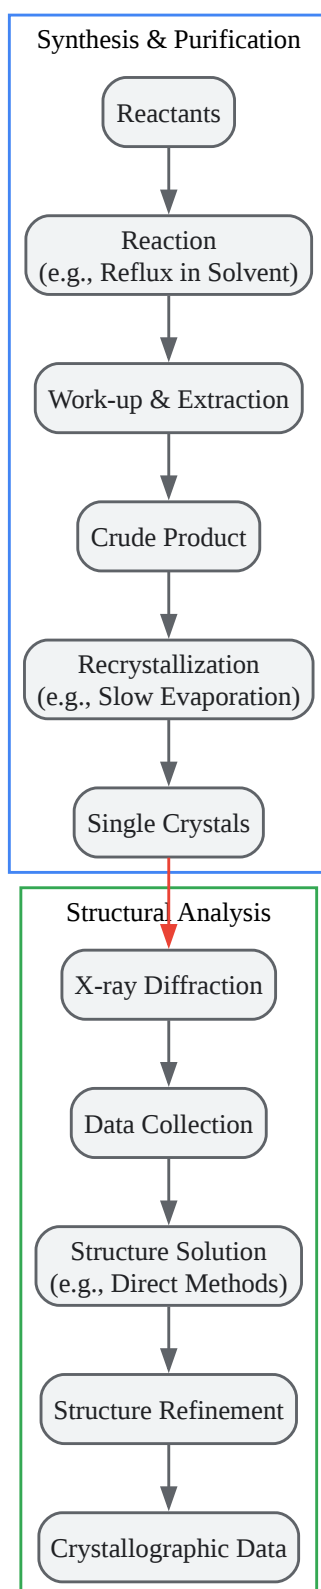 Synthesis & Purification
Reactants
Reaction
(e.g., Reflux in Solvent)
Work-up & Extraction
Crude Product
Recrystallization
(e.g., Slow Evaporation)
Single Crystals
Structural Analysis
X-ray Diffraction
Data Collection
Structure Solution
(e.g., Direct Methods)
Structure Refinement
Crystallographic Data